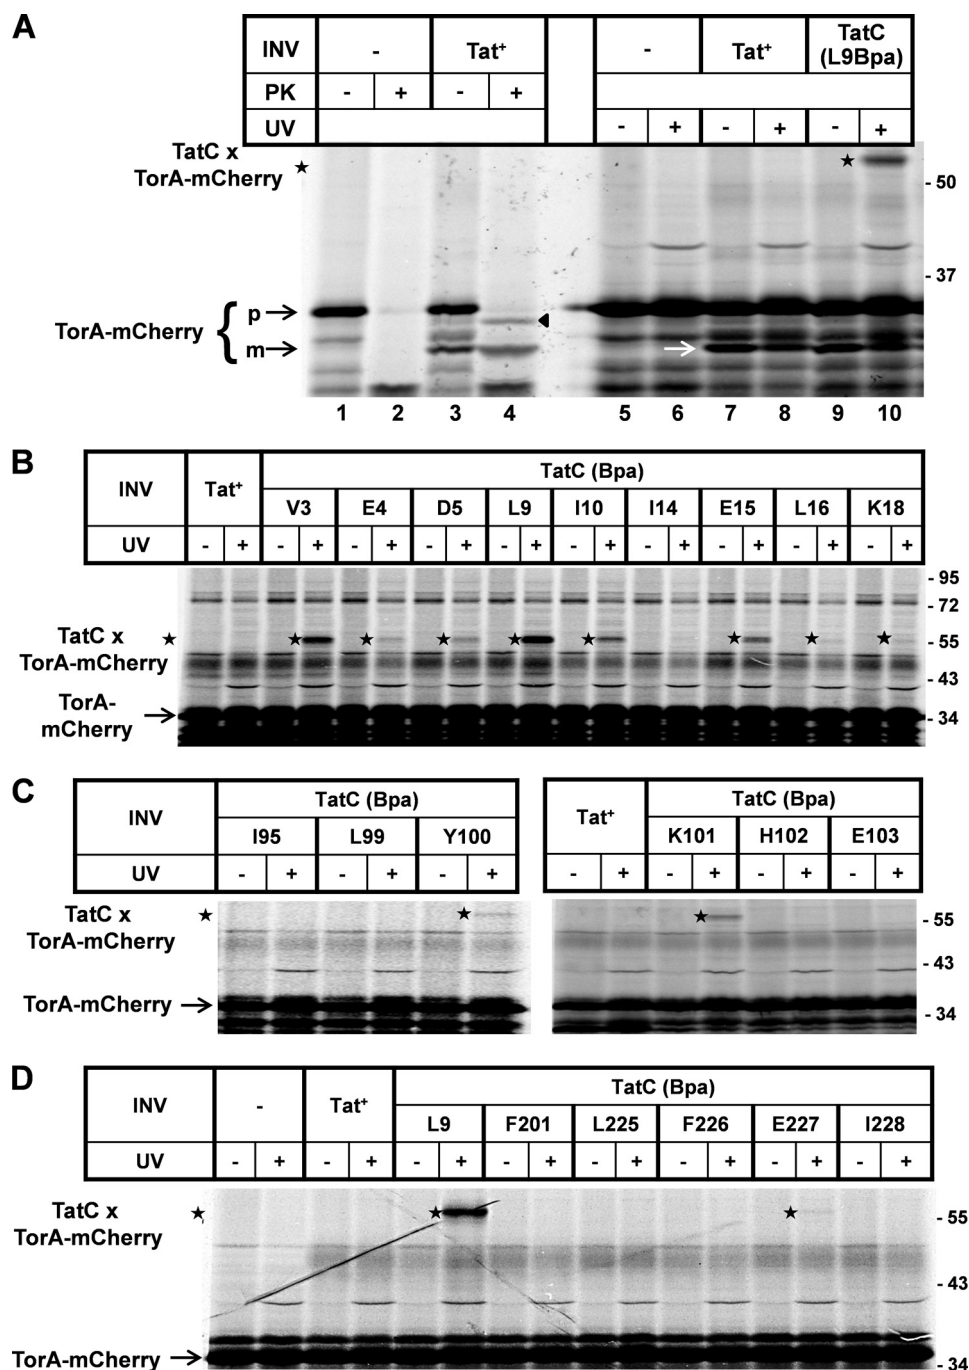 A
INV - Tat+ - Tat+ TatC (L9Bpa)
PK - + - +
UV - + - + - +
TatC x
TorA-mCherry
★ ★
- 50
- 37
TorA-mCherry { p →
m →
1 2 3 4 5 6 7 8 9 10
B
INV Tat+ TatC (Bpa)
V3 E4 D5 L9 I10 I14 E15 L16 K18
UV - + - + - + - + - + - + - + - + - + - +
- 95
- 72
TatC x ★ ★ ★ ★ ★ ★ ★ ★ ★ - 55
TorA-mCherry
- 43
TorA-
mCherry → - 34
C
INV TatC (Bpa) Tat+ TatC (Bpa)
I95 L99 Y100 K101 H102 E103
UV - + - + - + - + - + - + - +
TatC x ★ ★ ★ - 55
TorA-mCherry
- 43
TorA-mCherry → - 34
D
INV - Tat+ TatC (Bpa)
L9 F201 L225 F226 E227 I228
UV - + - + - + - + - + - + - + - +
TatC x ★ ★ ★ - 55
TorA-mCherry
- 43
TorA-mCherry → - 34